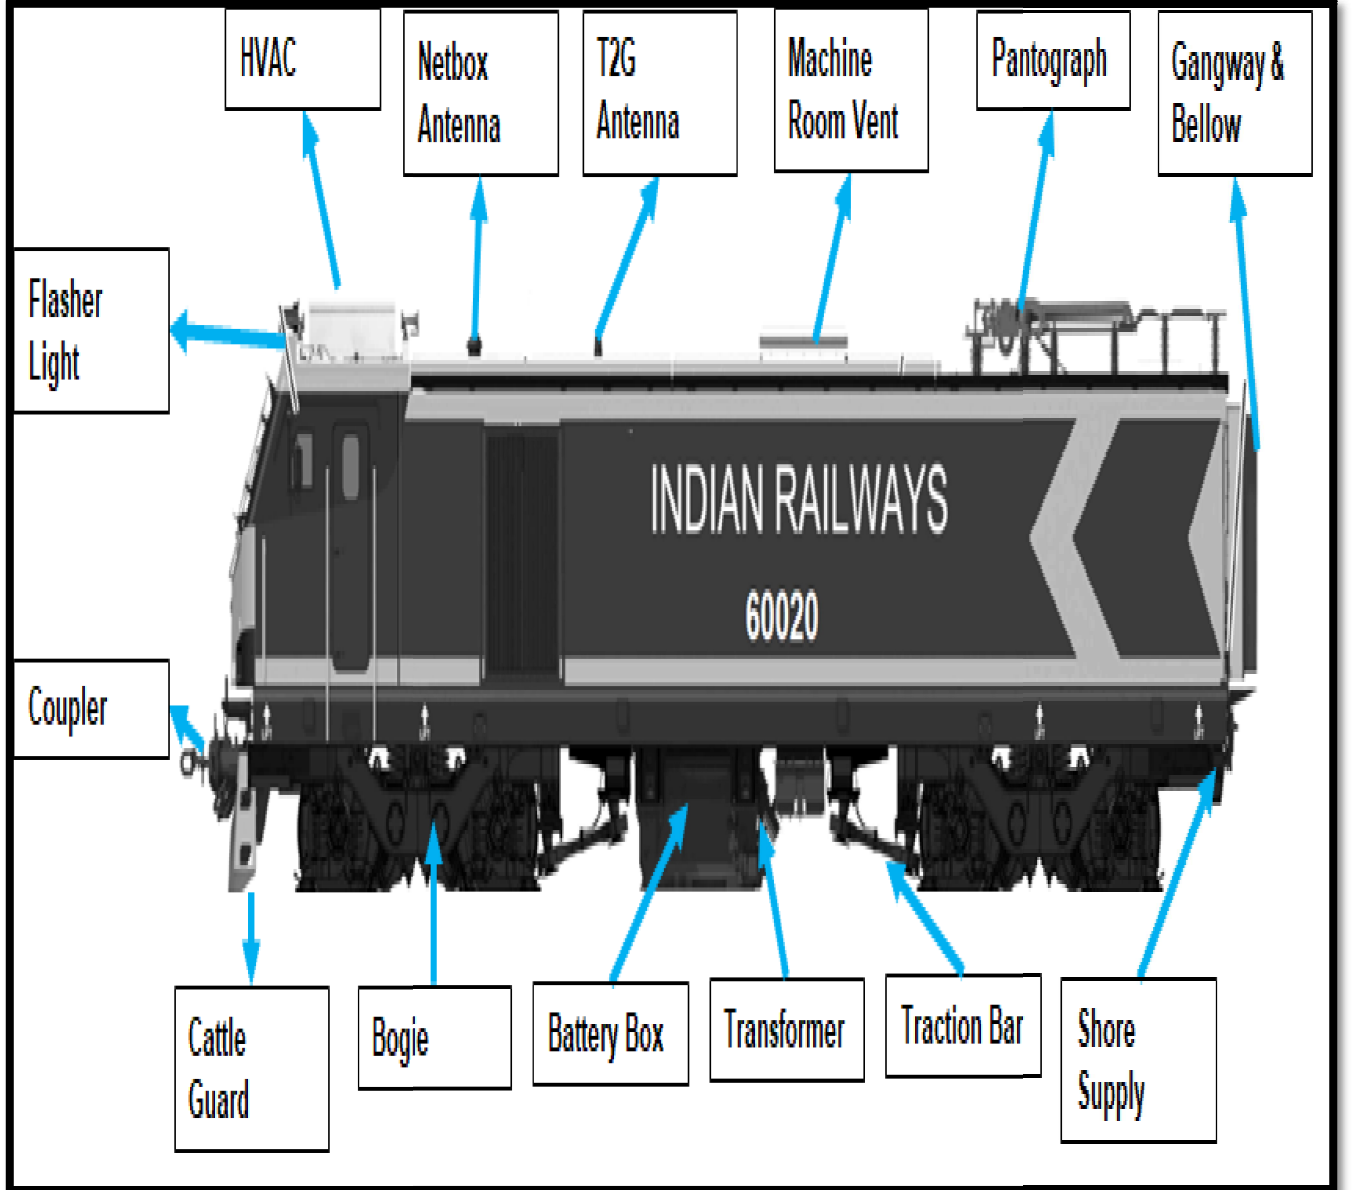 HVAC
Netbox
Antenna
T2G
Antenna
Machine
Room Vent
Pantograph
Gangway &
Bellow
Flasher
Light
INDIAN RAILWAYS
60020
Coupler
Cattle
Guard
Bogie
Battery Box
Transformer
Traction Bar
Shore
Supply